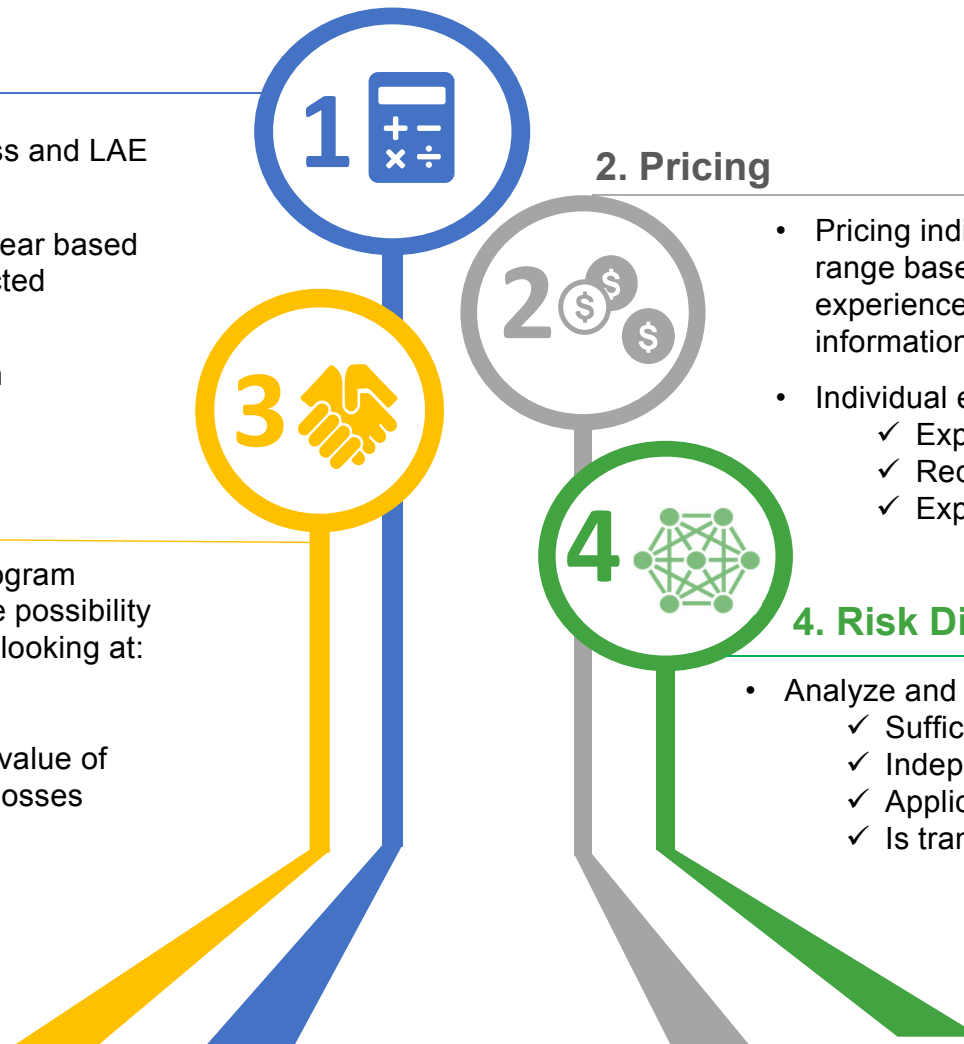 1
ss and LAE
ear based
cted
2. Pricing
2
$
$
$
• Pricing indi
range base
experience
information
• Individual e
✓ Exp
✓ Rec
✓ Exp
3
ogram
e possibility
looking at:
value of
losses
4
4. Risk Di
• Analyze and
✓ Suffic
✓ Indep
✓ Applic
✓ Is tran